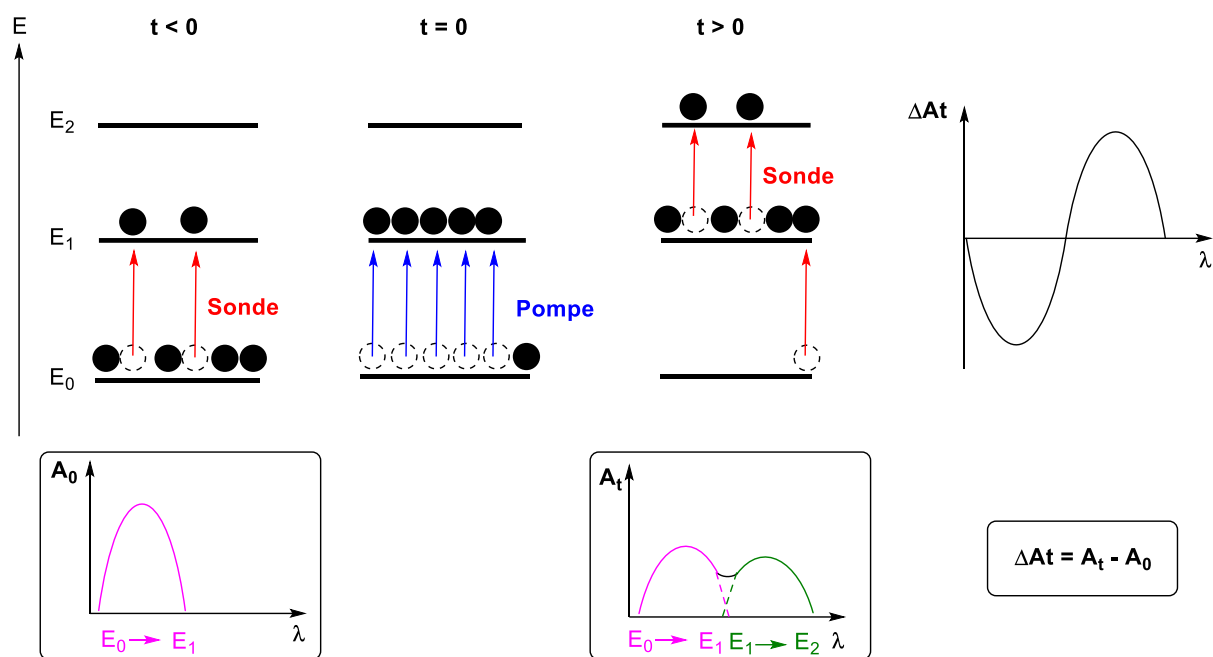 E
t < 0
t = 0
t > 0
E₂
ΔAt
Sonde
E₁
λ
Sonde
Pompe
E₀
A₀
Aₜ
ΔAt = Aₜ - A₀
λ
E₀ → E₁
E₀ → E₁ E₁ → E₂ λ